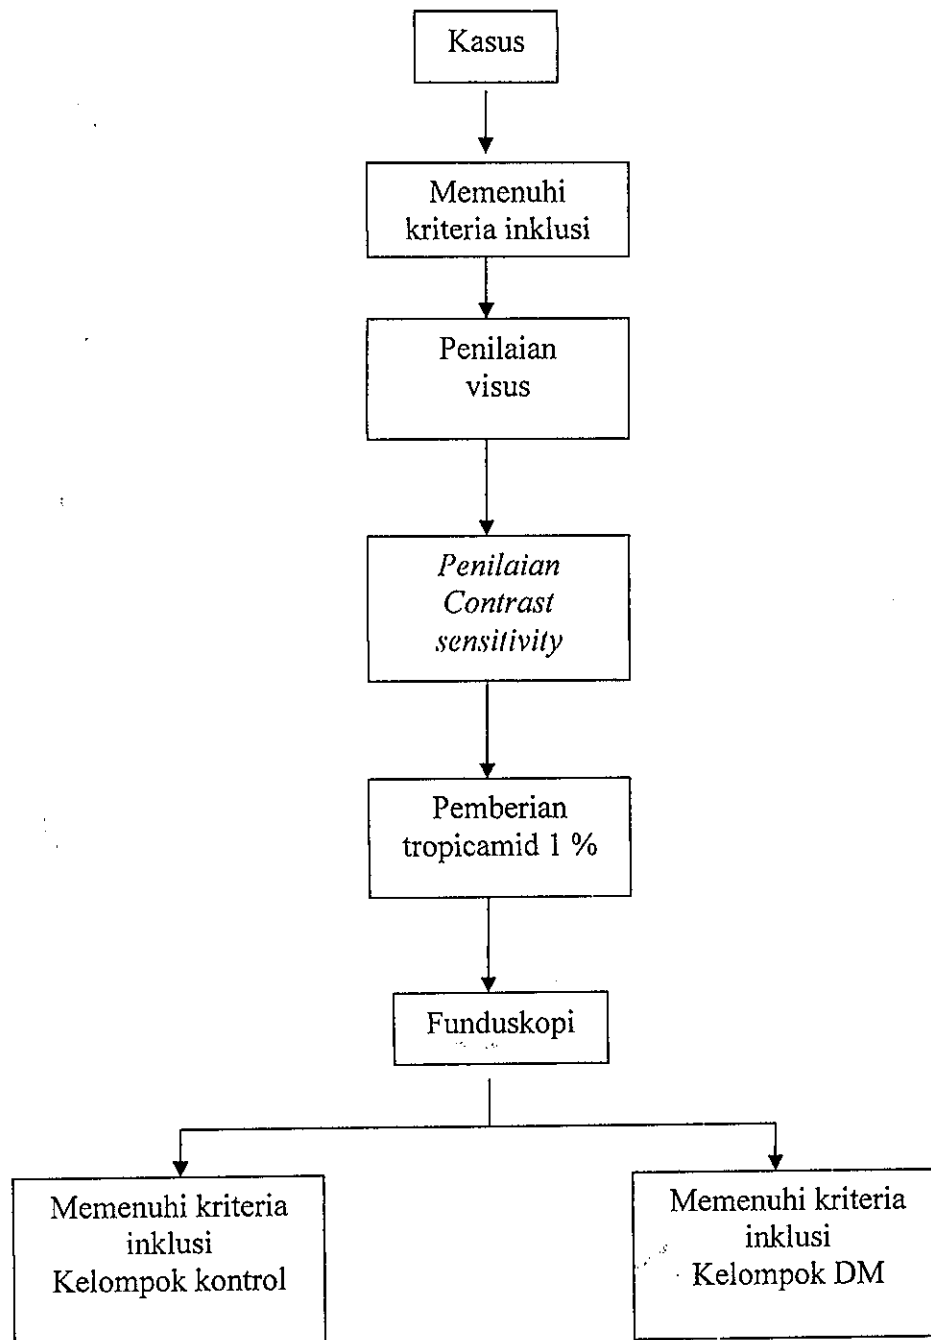 Kasus
Memenuhi
kriteria inklusi
Penilaian
visus
Penilaian
Contrast
sensitivity
Pemberian
tropicamid 1 %
Funduskopi
Memenuhi kriteria
inklusi
Kelompok kontrol
Memenuhi kriteria
inklusi
Kelompok DM